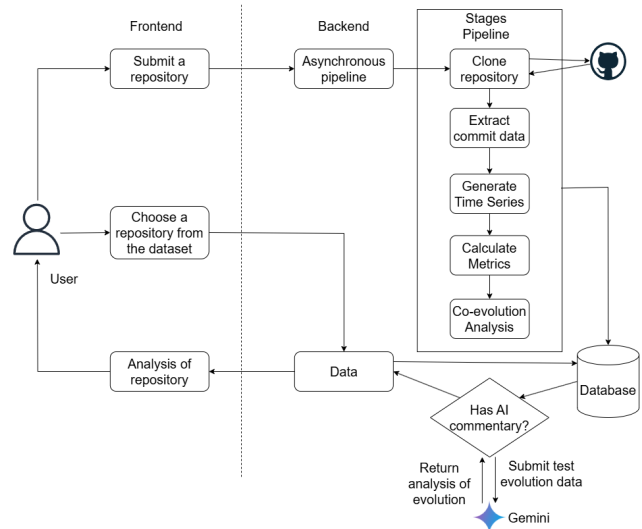 Frontend
Backend
Stages
Pipeline
Submit a
repository
Asynchronous
pipeline
Clone
repository
Extract
commit data
Generate
Time Series
Choose a
repository from
the dataset
User
Calculate
Metrics
Co-evolution
Analysis
Analysis of
repository
Data
Database
Has AI
commentary?
Return
analysis of
evolution
Submit test
evolution data
Gemini